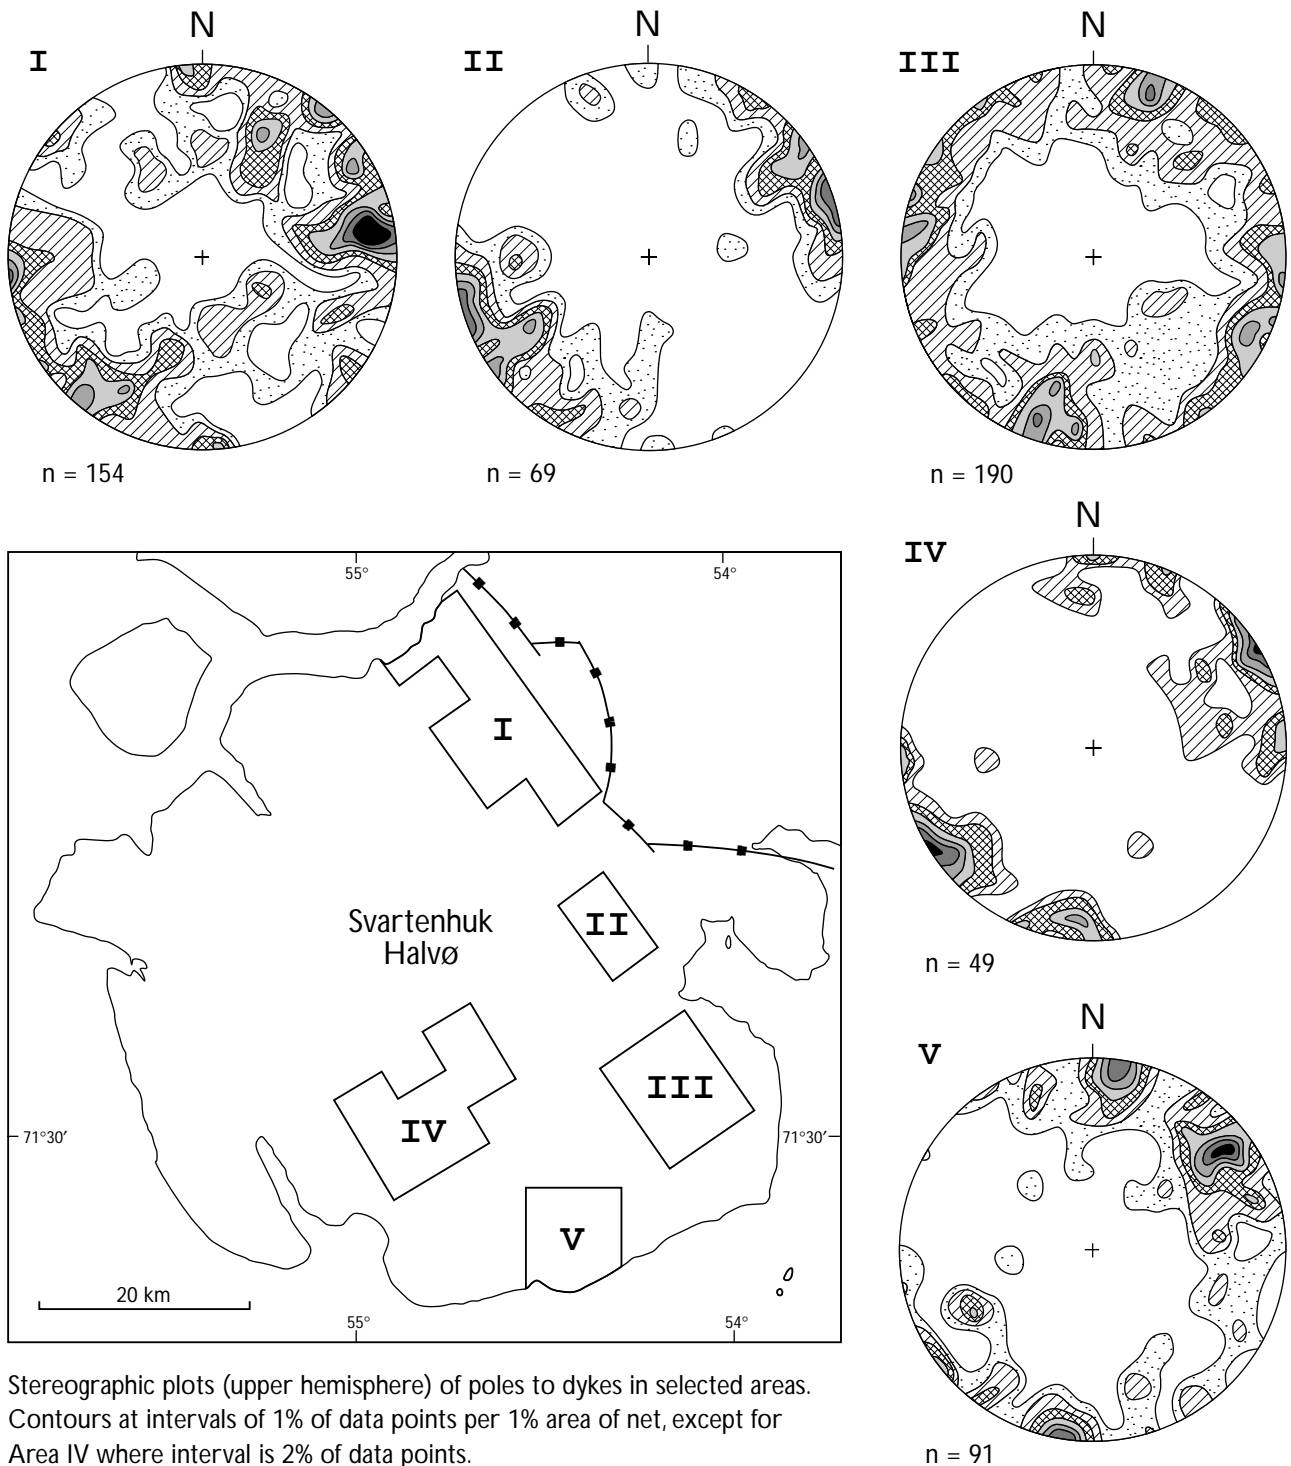 N
N
N
I
II
III
n = 154
n = 69
n = 190
N
IV
n = 49
N
V
n = 91
55°
54°
I
II
Svartenhuk
Halvø
III
IV
71°30′
71°30′
V
20 km
55°
54°
Stereographic plots (upper hemisphere) of poles to dykes in selected areas.
Contours at intervals of 1% of data points per 1% area of net, except for
Area IV where interval is 2% of data points.